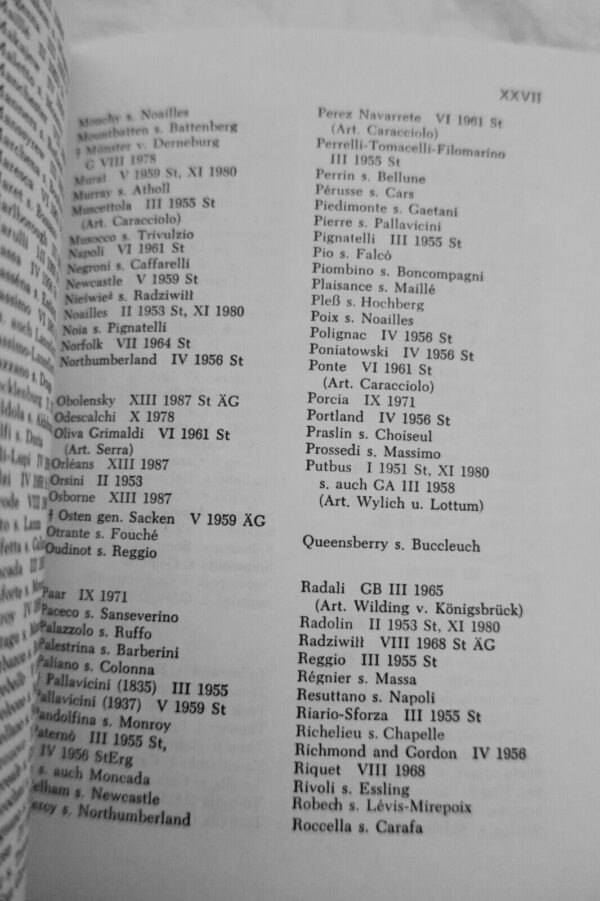 XXVII
Monchy s. Noailles
Mountbatten s. Battenberg
† Münster v. Derneburg
G VIII 1978
Murat V 1959 St, XI 1980
Murray s. Atholl
Muscettola III 1955 St
(Art. Caracciolo)
Musocco s. Trivulzio
Napoli VI 1961 St
Negroni s. Caffarelli
Newcastle V 1959 St
Nieśwież s. Radziwiłł
Noailles II 1953 St, XI 1980
Noia s. Pignatelli
Norfolk VII 1964 St
Northumberland IV 1956 St
Obolensky XIII 1987 St ÄG
Odescalchi X 1978
Oliva Grimaldi VI 1961 St
(Art. Serra)
Orléans XIII 1987
Orsini II 1953
Osborne XIII 1987
† Osten gen. Sacken V 1959 ÄG
Otrante s. Fouché
Oudinot s. Reggio
Paar IX 1971
Paceco s. Sanseverino
Palazzolo s. Ruffo
Palestrina s. Barberini
Paliano s. Colonna
Pallavicini (1835) III 1955
Pallavicini (1937) V 1959 St
Pandolfina s. Monroy
Paternò III 1955 St,
IV 1956 StErg
s. auch Moncada
Pelham s. Newcastle
Percy s. Northumberland
Perez Navarrete VI 1961 St
(Art. Caracciolo)
Perrelli-Tomacelli-Filomarino
III 1955 St
Perrin s. Bellune
Pérusse s. Cars
Piedimonte s. Gaetani
Pierre s. Pallavicini
Pignatelli III 1955 St
Pio s. Falcò
Piombino s. Boncompagni
Plaisance s. Maillé
Pleß s. Hochberg
Poix s. Noailles
Polignac IV 1956 St
Poniatowski IV 1956 St
Ponte VI 1961 St
(Art. Caracciolo)
Porcia IX 1971
Portland IV 1956 St
Praslin s. Choiseul
Prossedi s. Massimo
Putbus I 1951 St, XI 1980
s. auch GA III 1958
(Art. Wylich u. Lottum)
Queensberry s. Buccleuch
Radali GB III 1965
(Art. Wilding v. Königsbrück)
Radolin II 1953 St, XI 1980
Radziwiłł VIII 1968 St ÄG
Reggio III 1955 St
Régnier s. Massa
Resuttano s. Napoli
Riario-Sforza III 1955 St
Richelieu s. Chapelle
Richmond and Gordon IV 1956
Riquet VIII 1968
Rivoli s. Essling
Robech s. Lévis-Mirepoix
Roccella s. Carafa